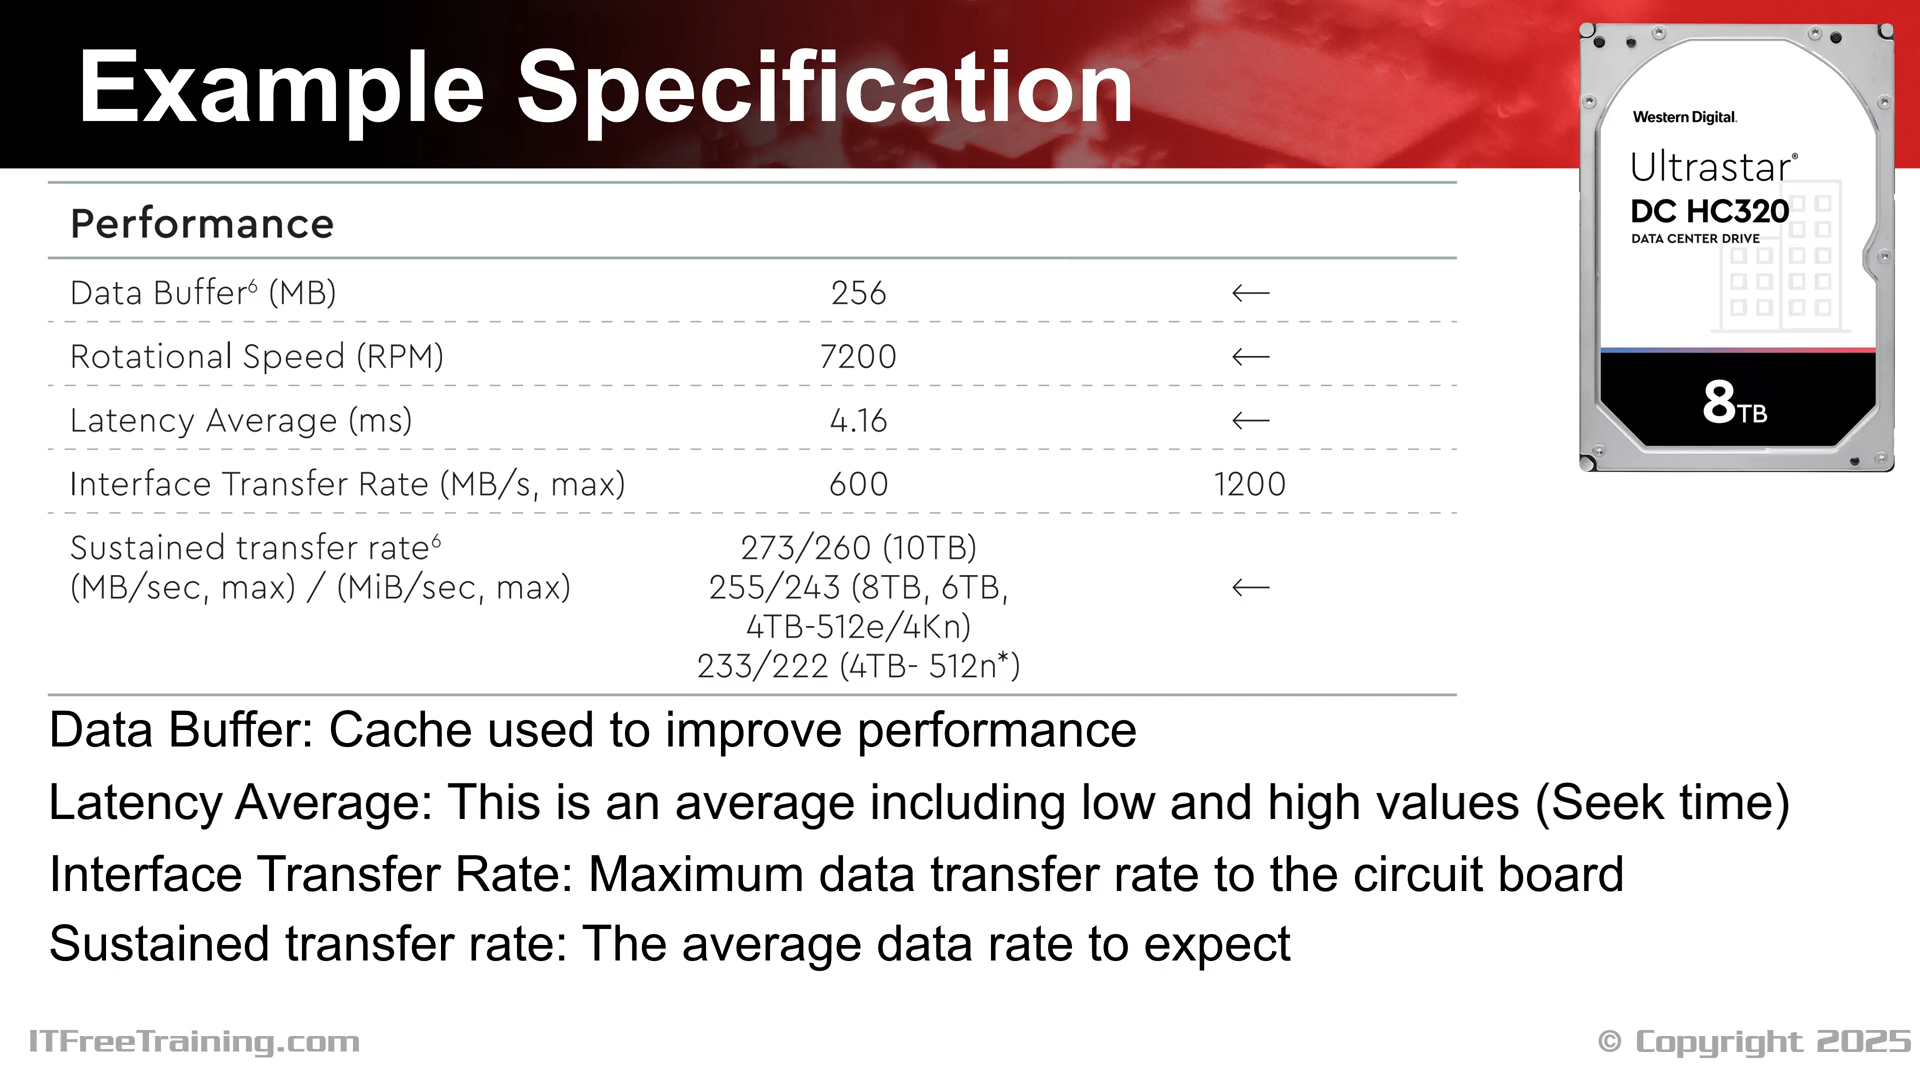 Example Specification
Western Digital.
Ultrastar®
DC HC320
DATA CENTER DRIVE
8TB
Performance
Data Buffer⁶ (MB) 256 ←
Rotational Speed (RPM) 7200 ←
Latency Average (ms) 4.16 ←
Interface Transfer Rate (MB/s, max) 600 1200
Sustained transfer rate⁶ 273/260 (10TB)
(MB/sec, max) / (MiB/sec, max) 255/243 (8TB, 6TB, ←
4TB-512e/4Kn)
233/222 (4TB- 512n*)
Data Buffer: Cache used to improve performance
Latency Average: This is an average including low and high values (Seek time)
Interface Transfer Rate: Maximum data transfer rate to the circuit board
Sustained transfer rate: The average data rate to expect
ITFreeTraining.com
© Copyright 2025